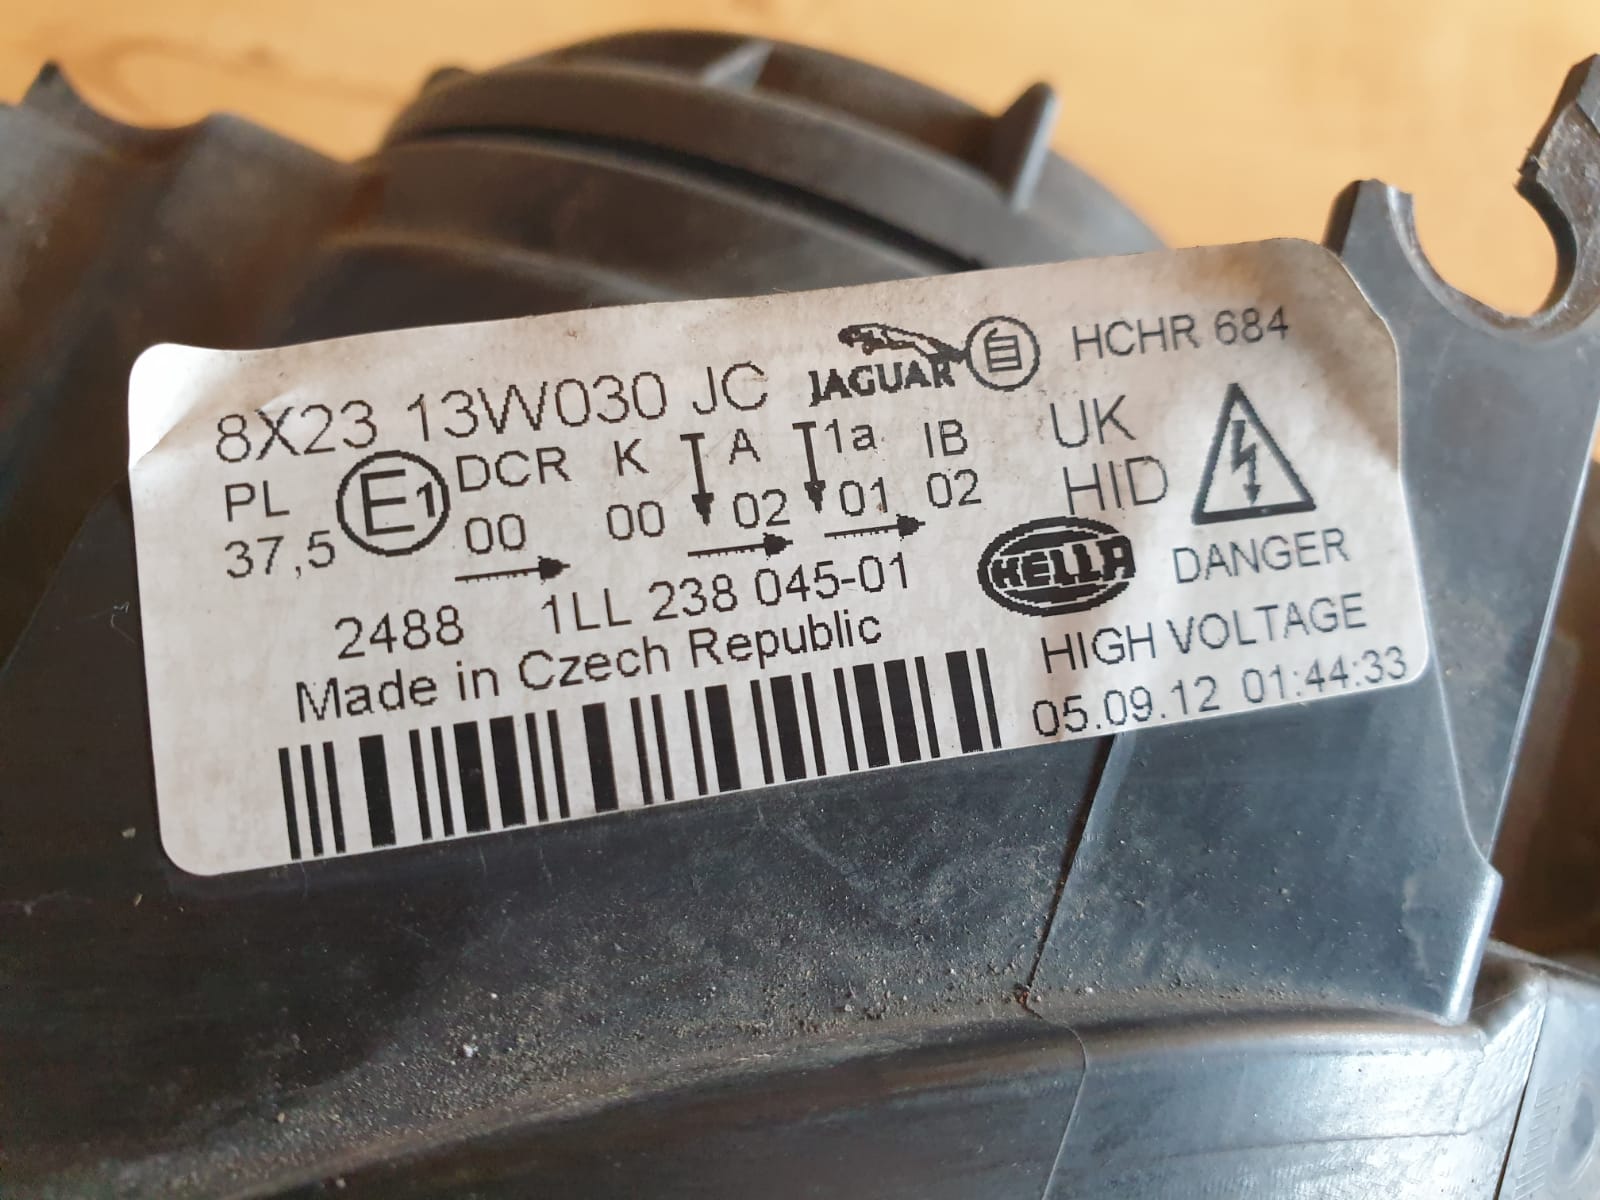 8X23 13W030 JC JAGUAR HCHR 684
PL E1 DCR K A 1a IB UK
37,5 00 00 02 01 02 HID
2488 1LL 238 045-01 HELLA DANGER
Made in Czech Republic HIGH VOLTAGE
05.09.12 01:44:33